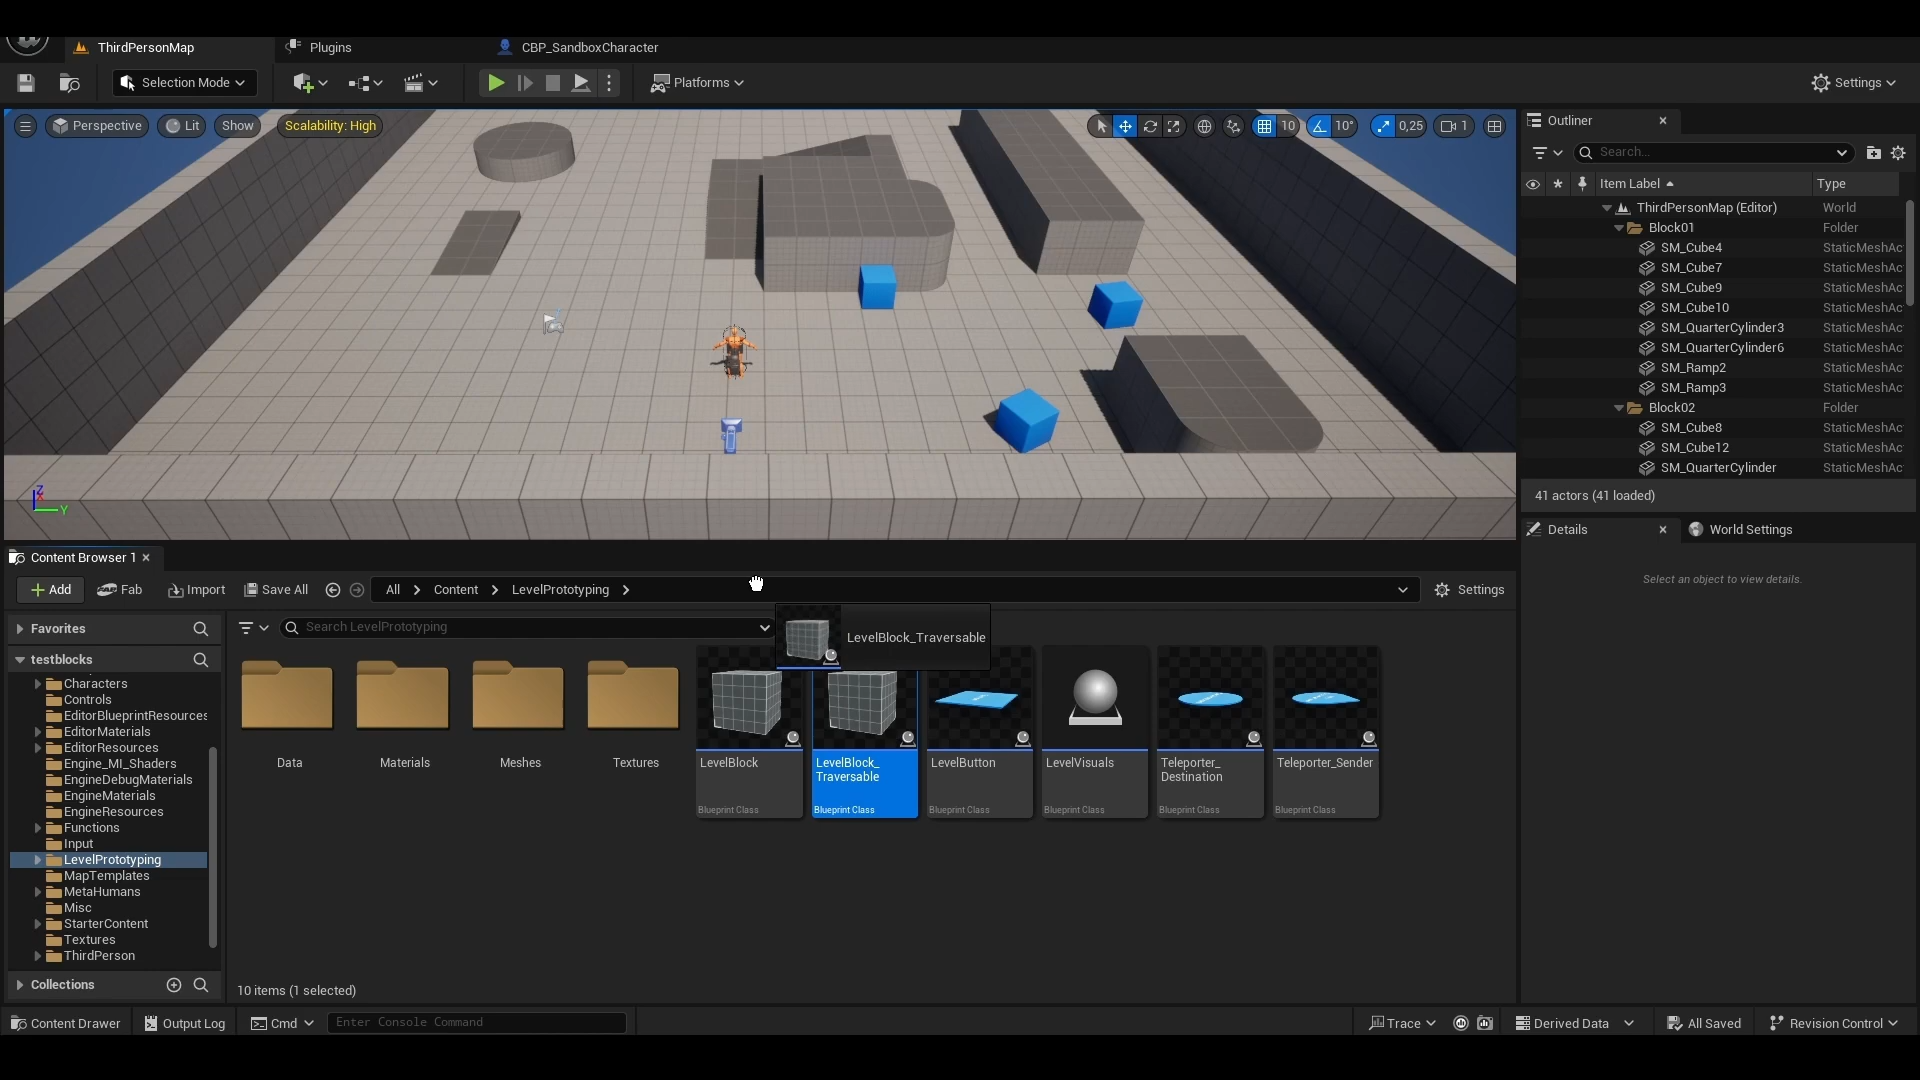 ThirdPersonMap
Plugins
CBP_SandboxCharacter
Selection Mode
Platforms
Settings
Perspective
Lit
Show
Scalability: High
10
10°
0,25
1
Outliner
Search...
Item Label
Type
ThirdPersonMap (Editor)
World
Block01
Folder
SM_Cube4
StaticMeshAc
SM_Cube7
StaticMeshAc
SM_Cube9
StaticMeshAc
SM_Cube10
StaticMeshAc
SM_QuarterCylinder3
StaticMeshAc
SM_QuarterCylinder6
StaticMeshAc
SM_Ramp2
StaticMeshAc
SM_Ramp3
StaticMeshAc
Block02
Folder
SM_Cube8
StaticMeshAc
SM_Cube12
StaticMeshAc
SM_QuarterCylinder
StaticMeshAc
41 actors (41 loaded)
Details
World Settings
Select an object to view details.
Z
X
Y
Content Browser 1
Add
Fab
Import
Save All
All
Content
LevelPrototyping
Settings
Favorites
testblocks
Characters
Controls
EditorBlueprintResources
EditorMaterials
EditorResources
Engine_MI_Shaders
EngineDebugMaterials
EngineMaterials
EngineResources
Functions
Input
LevelPrototyping
MapTemplates
MetaHumans
Misc
StarterContent
Textures
ThirdPerson
Collections
Search LevelPrototyping
LevelBlock_Traversable
Data
Materials
Meshes
Textures
LevelBlock
Blueprint Class
LevelBlock_
Traversable
Blueprint Class
LevelButton
Blueprint Class
LevelVisuals
Blueprint Class
Teleporter_
Destination
Blueprint Class
Teleporter_Sender
Blueprint Class
10 items (1 selected)
Content Drawer
Output Log
Cmd
Enter Console Command
Trace
Derived Data
All Saved
Revision Control